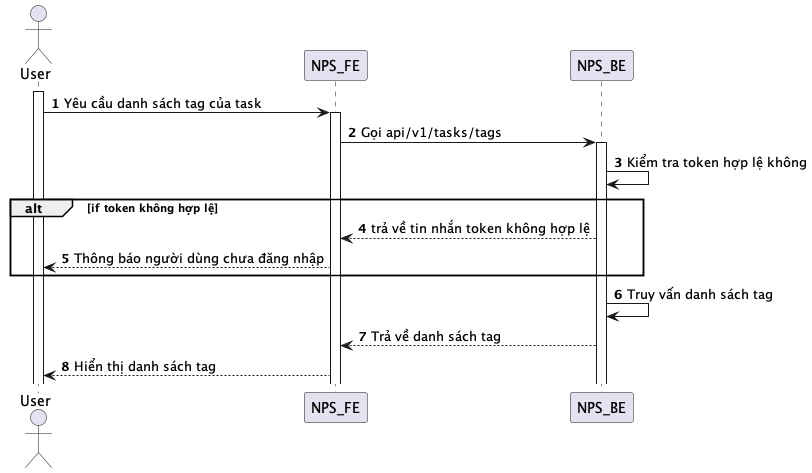 User
NPS_FE
NPS_BE
1 Yêu cầu danh sách tag của task
2 Gọi api/v1/tasks/tags
3 Kiểm tra token hợp lệ không
alt [if token không hợp lệ]
4 trả về tin nhắn token không hợp lệ
5 Thông báo người dùng chưa đăng nhập
6 Truy vấn danh sách tag
7 Trả về danh sách tag
8 Hiển thị danh sách tag
User
NPS_FE
NPS_BE